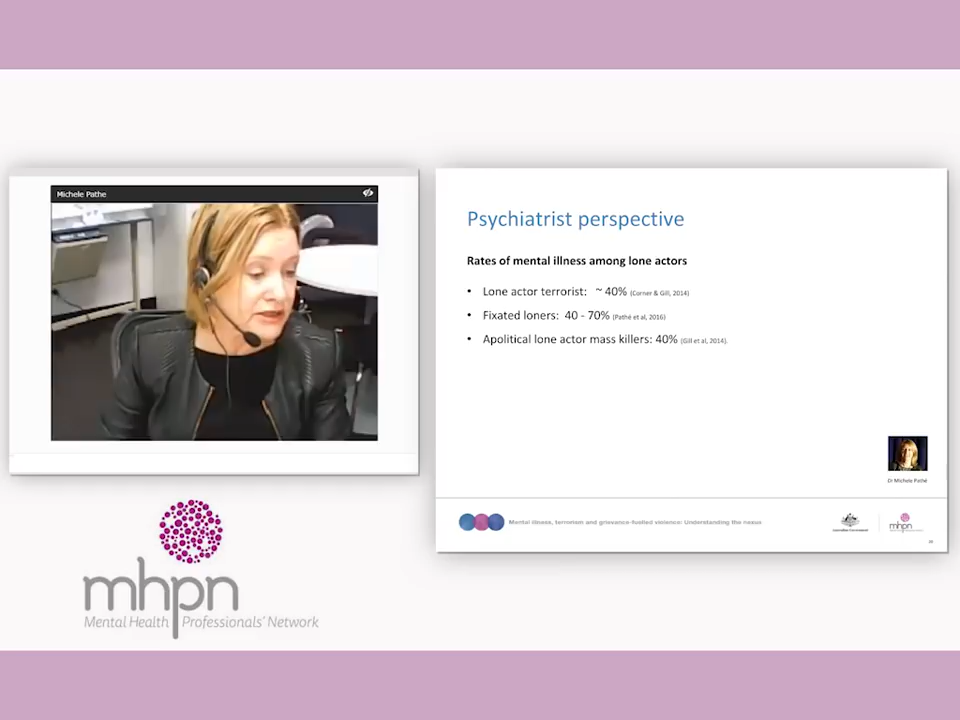 Michele Pathe
Psychiatrist perspective
Rates of mental illness among lone actors
• Lone actor terrorist: ~ 40% (Corner & Gill, 2014)
• Fixated loners: 40 - 70% (Pathé et al, 2016)
• Apolitical lone actor mass killers: 40% (Gill et al, 2014).
Dr Michele Pathé
Mental illness, terrorism and grievance-fuelled violence: Understanding the nexus
Australian Government
mhpn
mhpn
Mental Health Professionals' Network